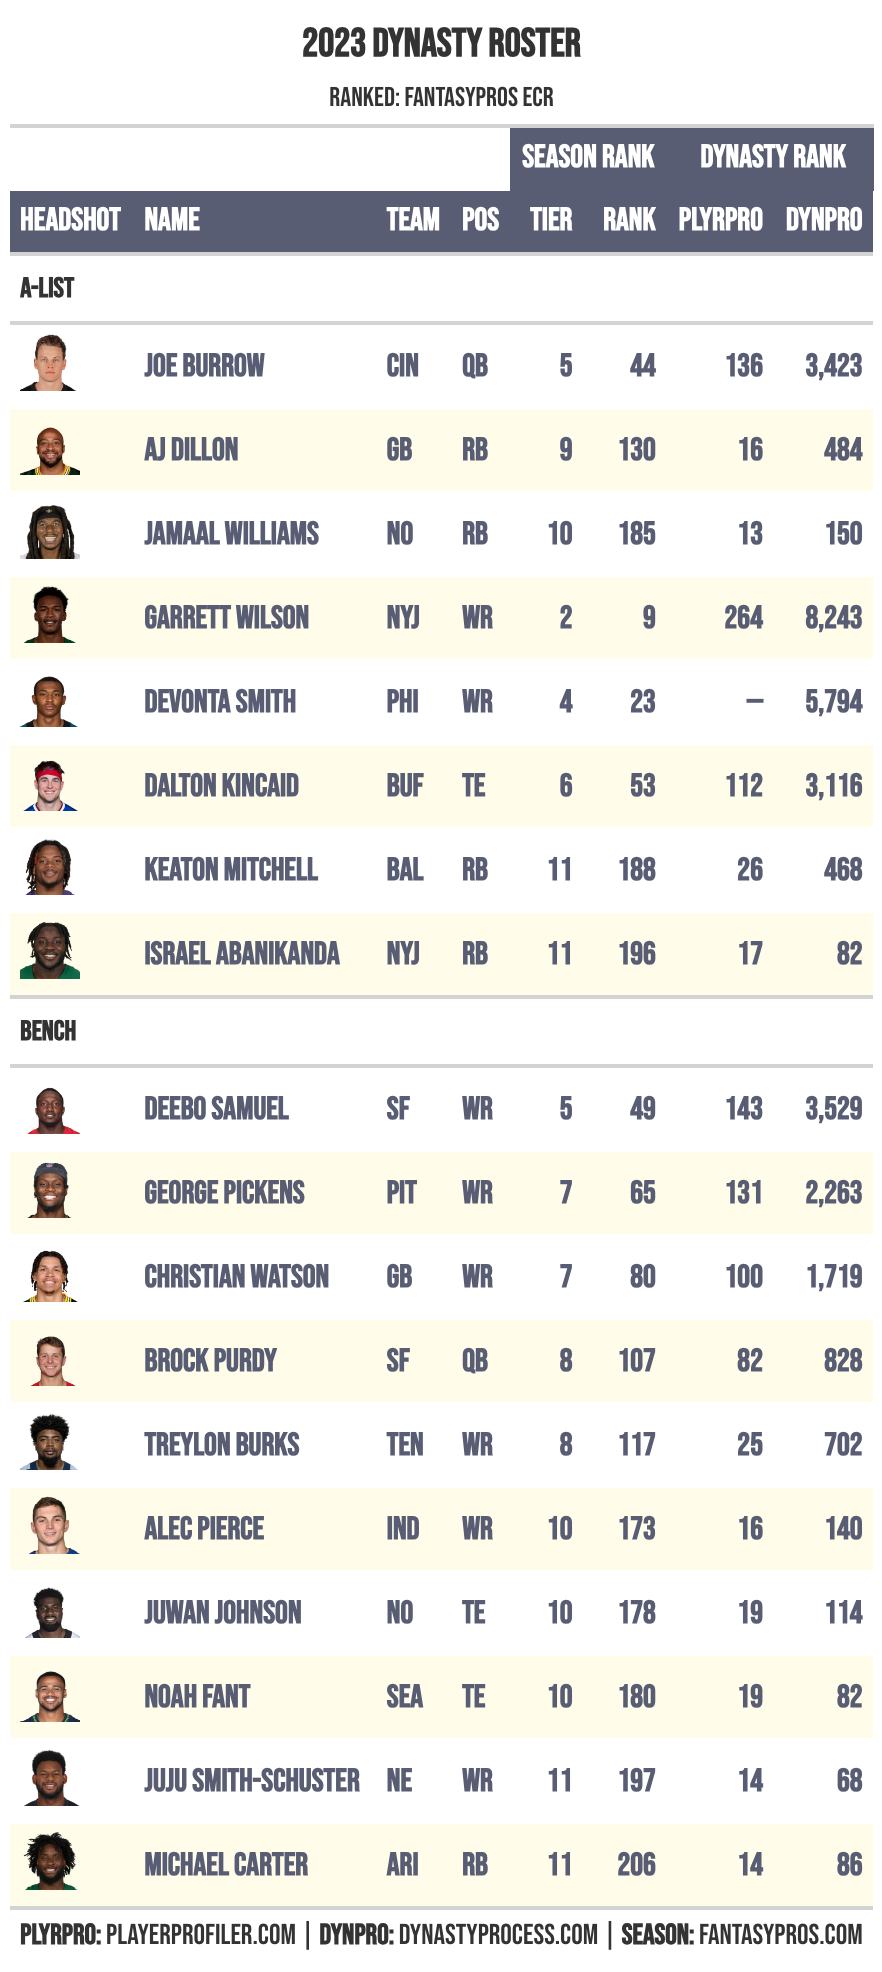 2023 DYNASTY ROSTER
RANKED: FANTASYPROS ECR
SEASON RANK DYNASTY RANK
HEADSHOT NAME TEAM POS TIER RANK PLYRPRO DYNPRO
A-LIST
JOE BURROW CIN QB 5 44 136 3,423
AJ DILLON GB RB 9 130 16 484
JAMAAL WILLIAMS NO RB 10 185 13 150
GARRETT WILSON NYJ WR 2 9 264 8,243
DEVONTA SMITH PHI WR 4 23 — 5,794
DALTON KINCAID BUF TE 6 53 112 3,116
KEATON MITCHELL BAL RB 11 188 26 468
ISRAEL ABANIKANDA NYJ RB 11 196 17 82
BENCH
DEEBO SAMUEL SF WR 5 49 143 3,529
GEORGE PICKENS PIT WR 7 65 131 2,263
CHRISTIAN WATSON GB WR 7 80 100 1,719
BROCK PURDY SF QB 8 107 82 828
TREYLON BURKS TEN WR 8 117 25 702
ALEC PIERCE IND WR 10 173 16 140
JUWAN JOHNSON NO TE 10 178 19 114
NOAH FANT SEA TE 10 180 19 82
JUJU SMITH-SCHUSTER NE WR 11 197 14 68
MICHAEL CARTER ARI RB 11 206 14 86
PLYRPRO: PLAYERPROFILER.COM | DYNPRO: DYNASTYPROCESS.COM | SEASON: FANTASYPROS.COM